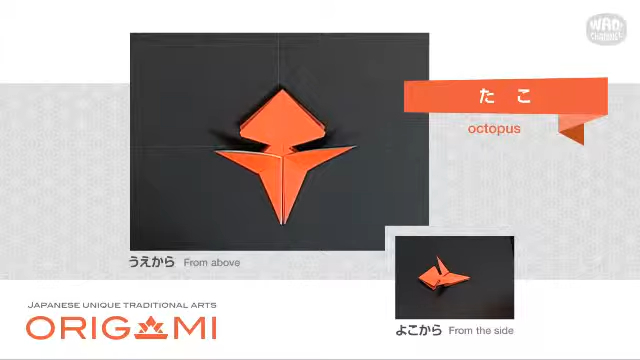 WAO!
CHANNEL
たこ
octopus
うえから From above
よこから From the side
JAPANESE UNIQUE TRADITIONAL ARTS
ORIGAMI